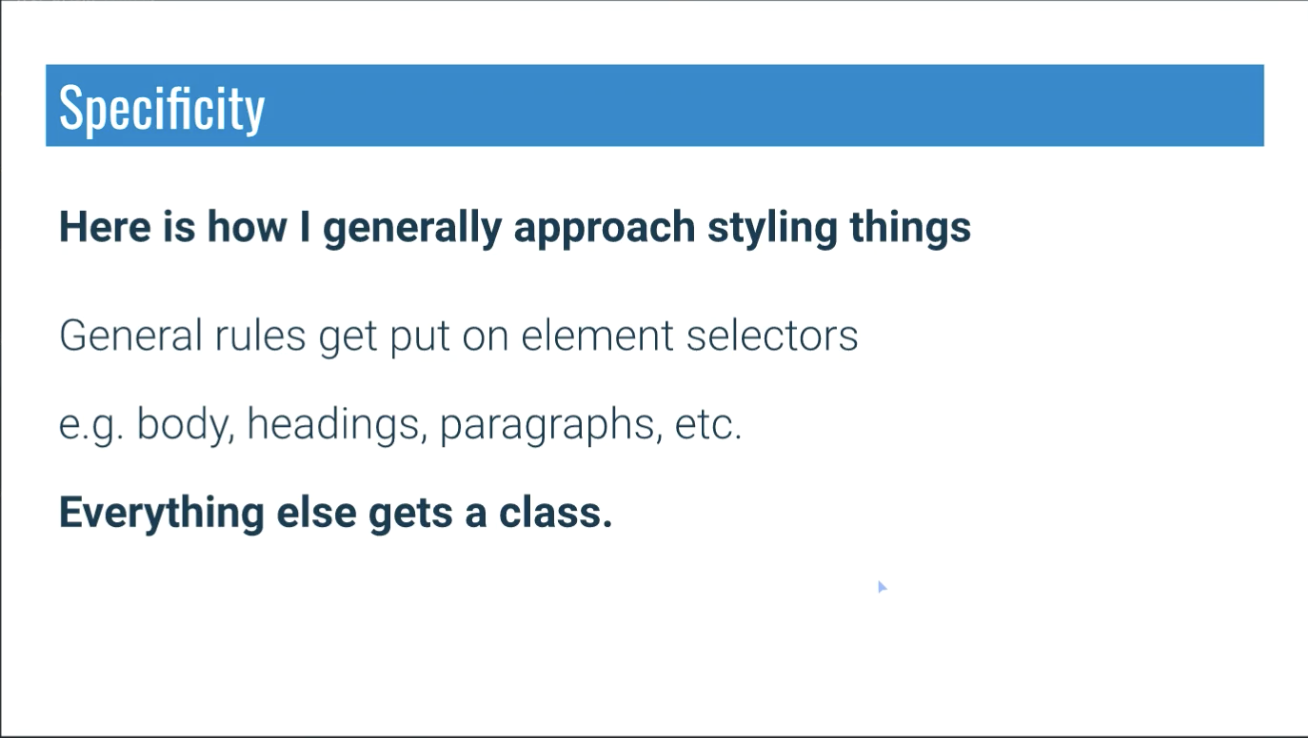 Specificity
Here is how I generally approach styling things
General rules get put on element selectors
e.g. body, headings, paragraphs, etc.
Everything else gets a class.